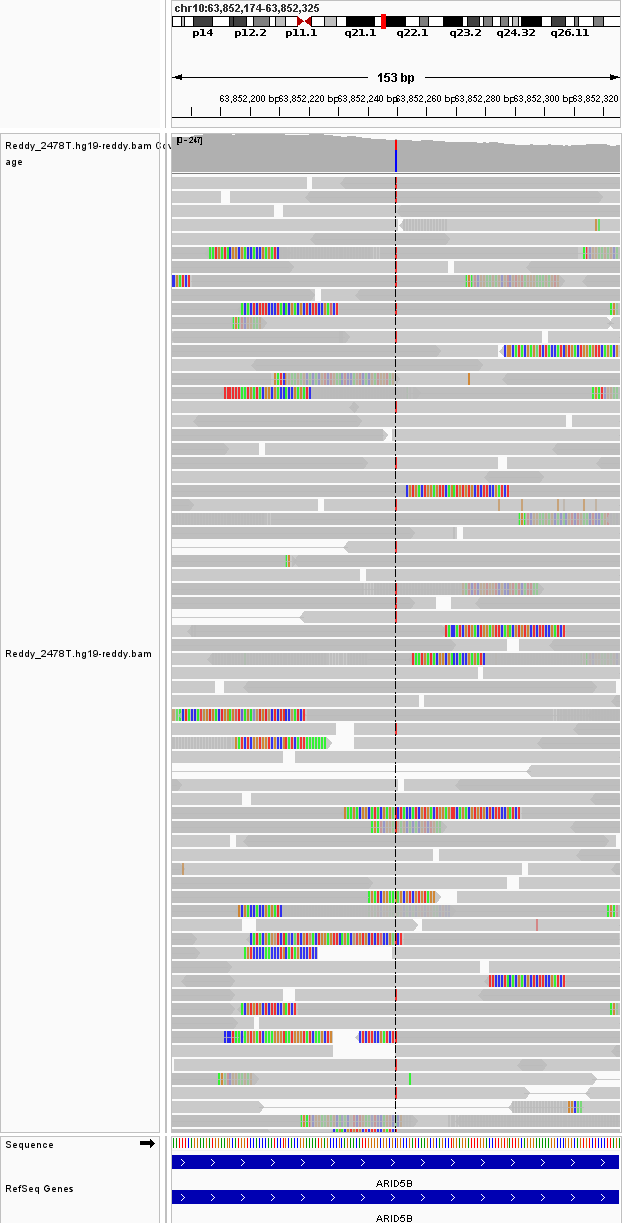 chr10:63,852,174-63,852,325
p14 p12.2 p11.1 q21.1 q22.1 q23.2 q24.32 q26.11
153 bp
63,852,200 bp 63,852,220 bp 63,852,240 bp 63,852,260 bp 63,852,280 bp 63,852,300 bp 63,852,320
[0 - 247]
Reddy_2478T.hg19-reddy.bam Cov
age
Reddy_2478T.hg19-reddy.bam
Sequence
ARID5B
RefSeq Genes
ARID5B